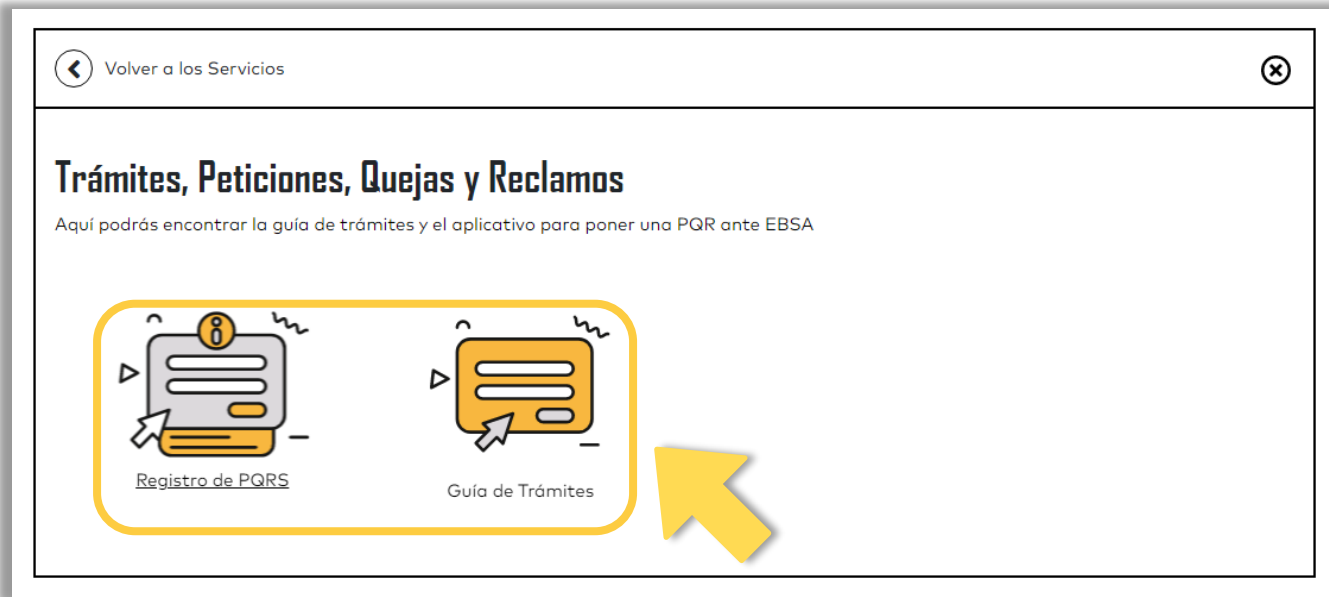 Volver a los Servicios
Trámites, Peticiones, Quejas y Reclamos
Aquí podrás encontrar la guía de trámites y el aplicativo para poner una PQR ante EBSA
Registro de PQRS
Guía de Trámites